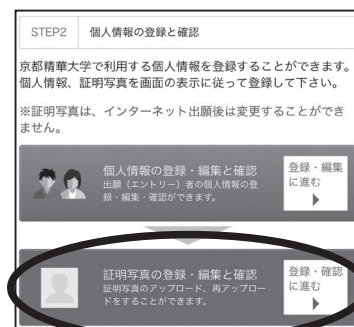 STEP2 個人情報の登録と確認
京都精華大学で利用する個人情報を登録することができます。
個人情報、証明写真を画面の表示に従って登録して下さい。
※証明写真は、インターネット出願後は変更することができ
ません。
個人情報の登録・編集と確認
出願（エントリー）者の個人情報の登
録・編集・確認ができます。
登録・編集
に進む
証明写真の登録・編集と確認
証明写真のアップロード、再アップロー
ドをすることができます。
登録・確認
に進む